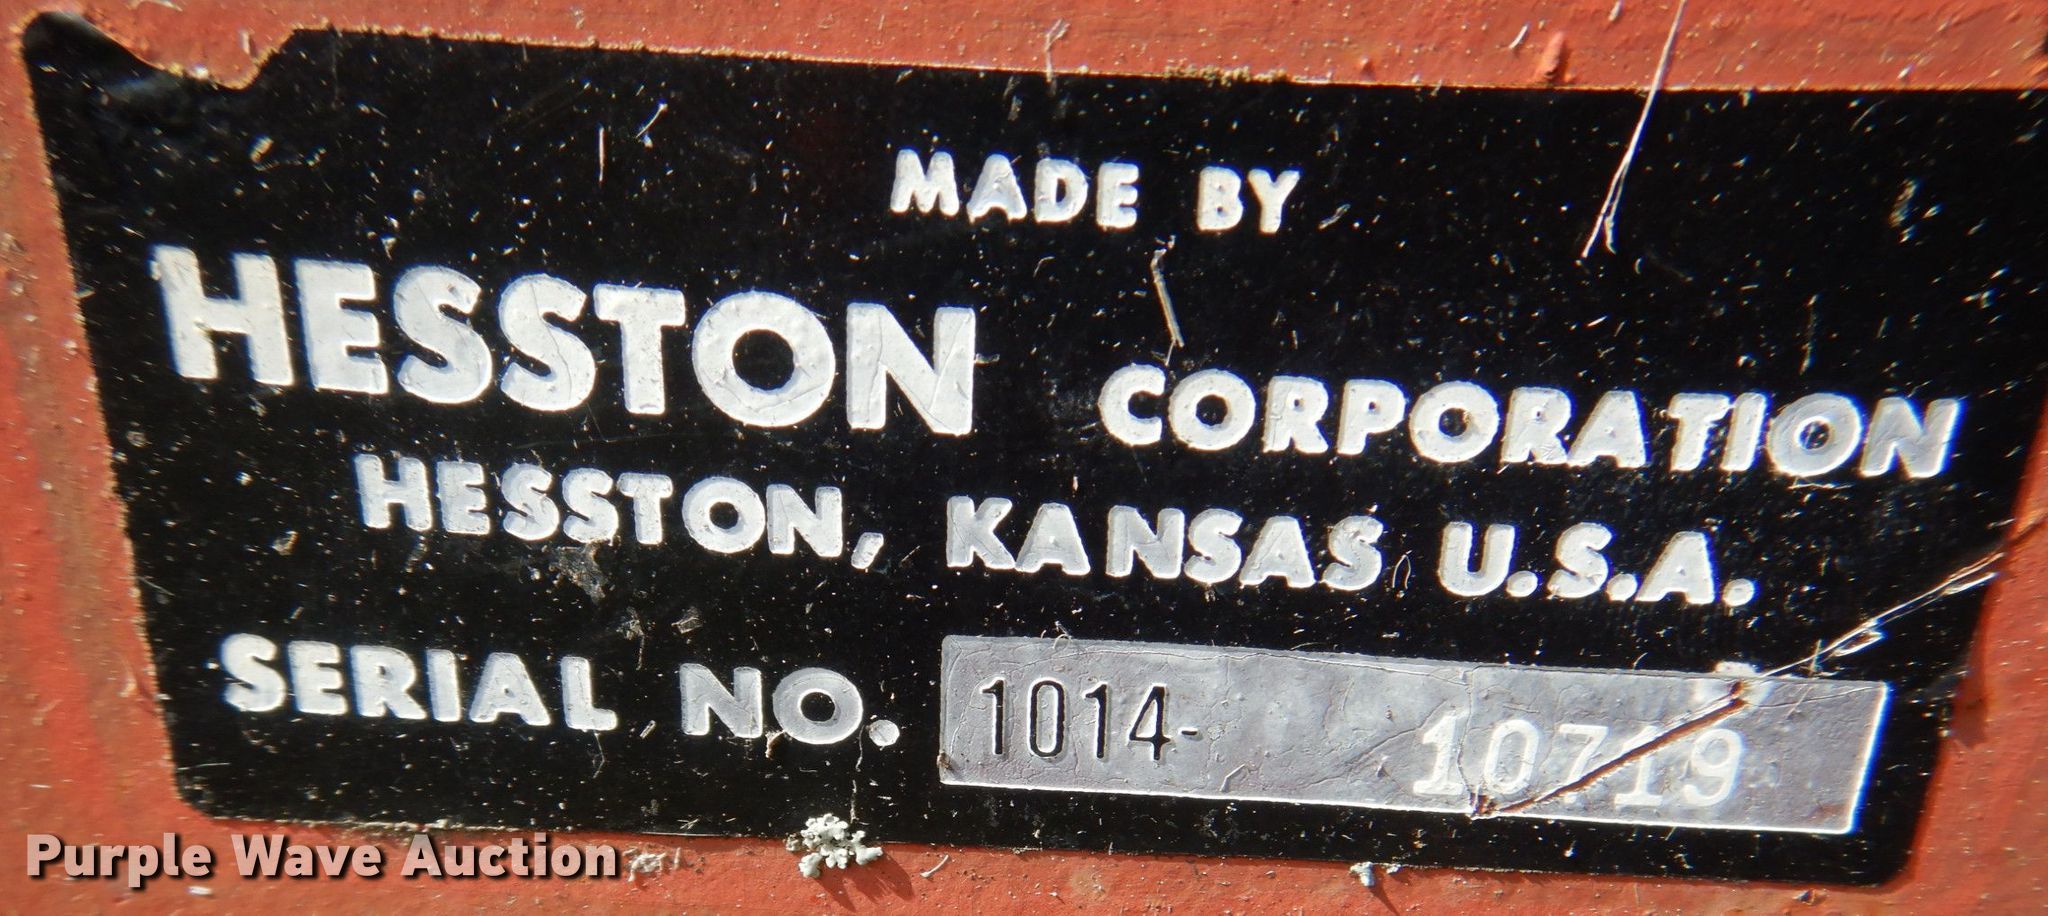 MADE BY
HESSTON CORPORATION
HESSTON, KANSAS U.S.A.
SERIAL NO. 1014- 10719
Purple Wave Auction